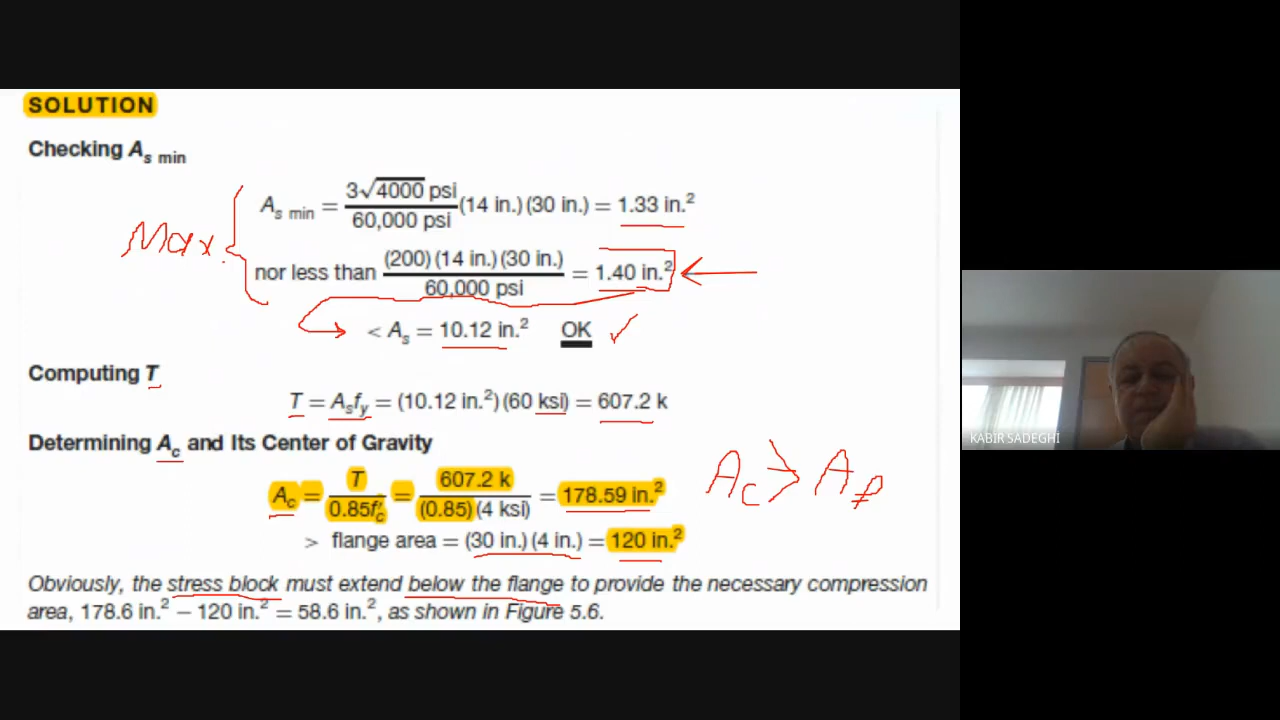 SOLUTION
Checking A_s min
A_s min = 3√4000 psi / 60,000 psi (14 in.)(30 in.) = 1.33 in.²
Max.
nor less than (200)(14 in.)(30 in.) / 60,000 psi = 1.40 in.²
< A_s = 10.12 in.² OK
Computing T
T = A_s f_y = (10.12 in.²)(60 ksi) = 607.2 k
Determining A_c and Its Center of Gravity
A_c = T / 0.85f'_c = 607.2 k / (0.85)(4 ksi) = 178.59 in.²
A_c > A_f
> flange area = (30 in.)(4 in.) = 120 in.²
Obviously, the stress block must extend below the flange to provide the necessary compression
area, 178.6 in.² − 120 in.² = 58.6 in.², as shown in Figure 5.6.
KABIR SADEGHİ